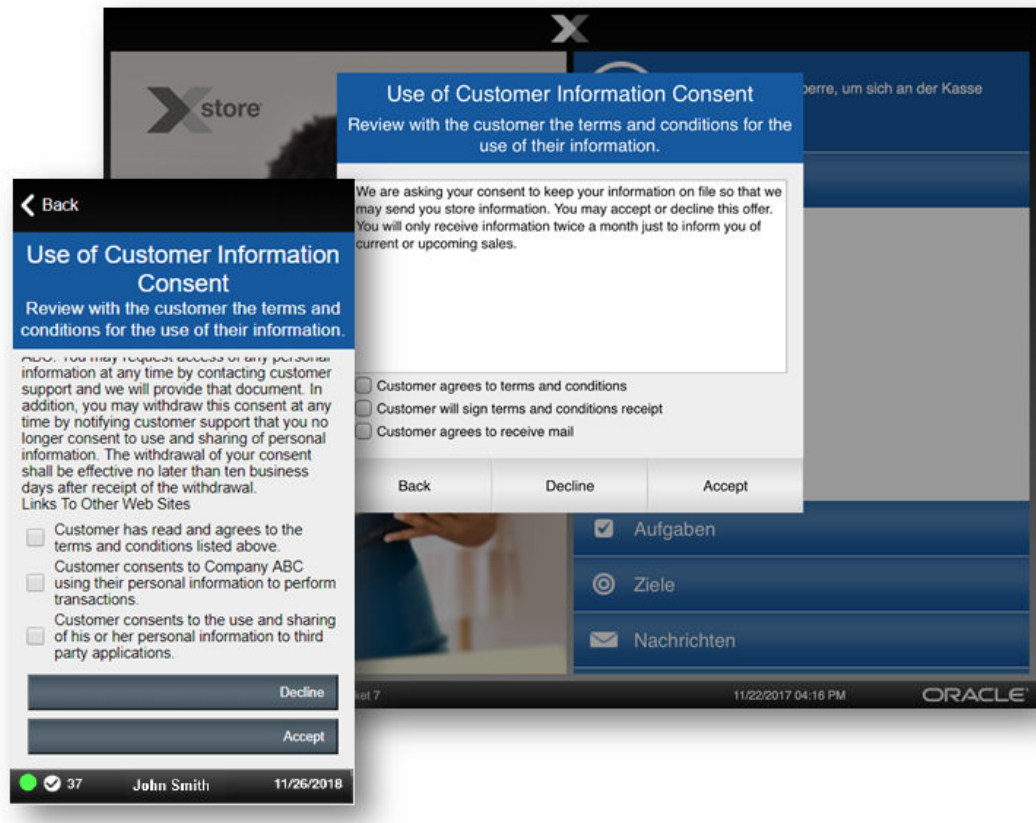 X
Xstore
perre, um sich an der Kasse
Use of Customer Information Consent
Review with the customer the terms and conditions for the
use of their information.
We are asking your consent to keep your information on file so that we
may send you store information. You may accept or decline this offer.
You will only receive information twice a month just to inform you of
current or upcoming sales.
Customer agrees to terms and conditions
Customer will sign terms and conditions receipt
Customer agrees to receive mail
Back
Decline
Accept
Aufgaben
Ziele
Nachrichten
ket 7
11/22/2017 04:16 PM
ORACLE
Back
Use of Customer Information
Consent
Review with the customer the terms and
conditions for the use of their information.
ABC. You may request access of any personal
information at any time by contacting customer
support and we will provide that document. In
addition, you may withdraw this consent at any
time by notifying customer support that you no
longer consent to use and sharing of personal
information. The withdrawal of your consent
shall be effective no later than ten business
days after receipt of the withdrawal.
Links To Other Web Sites
Customer has read and agrees to the
terms and conditions listed above.
Customer consents to Company ABC
using their personal information to perform
transactions.
Customer consents to the use and sharing
of his or her personal information to third
party applications.
Decline
Accept
37
John Smith
11/26/2018